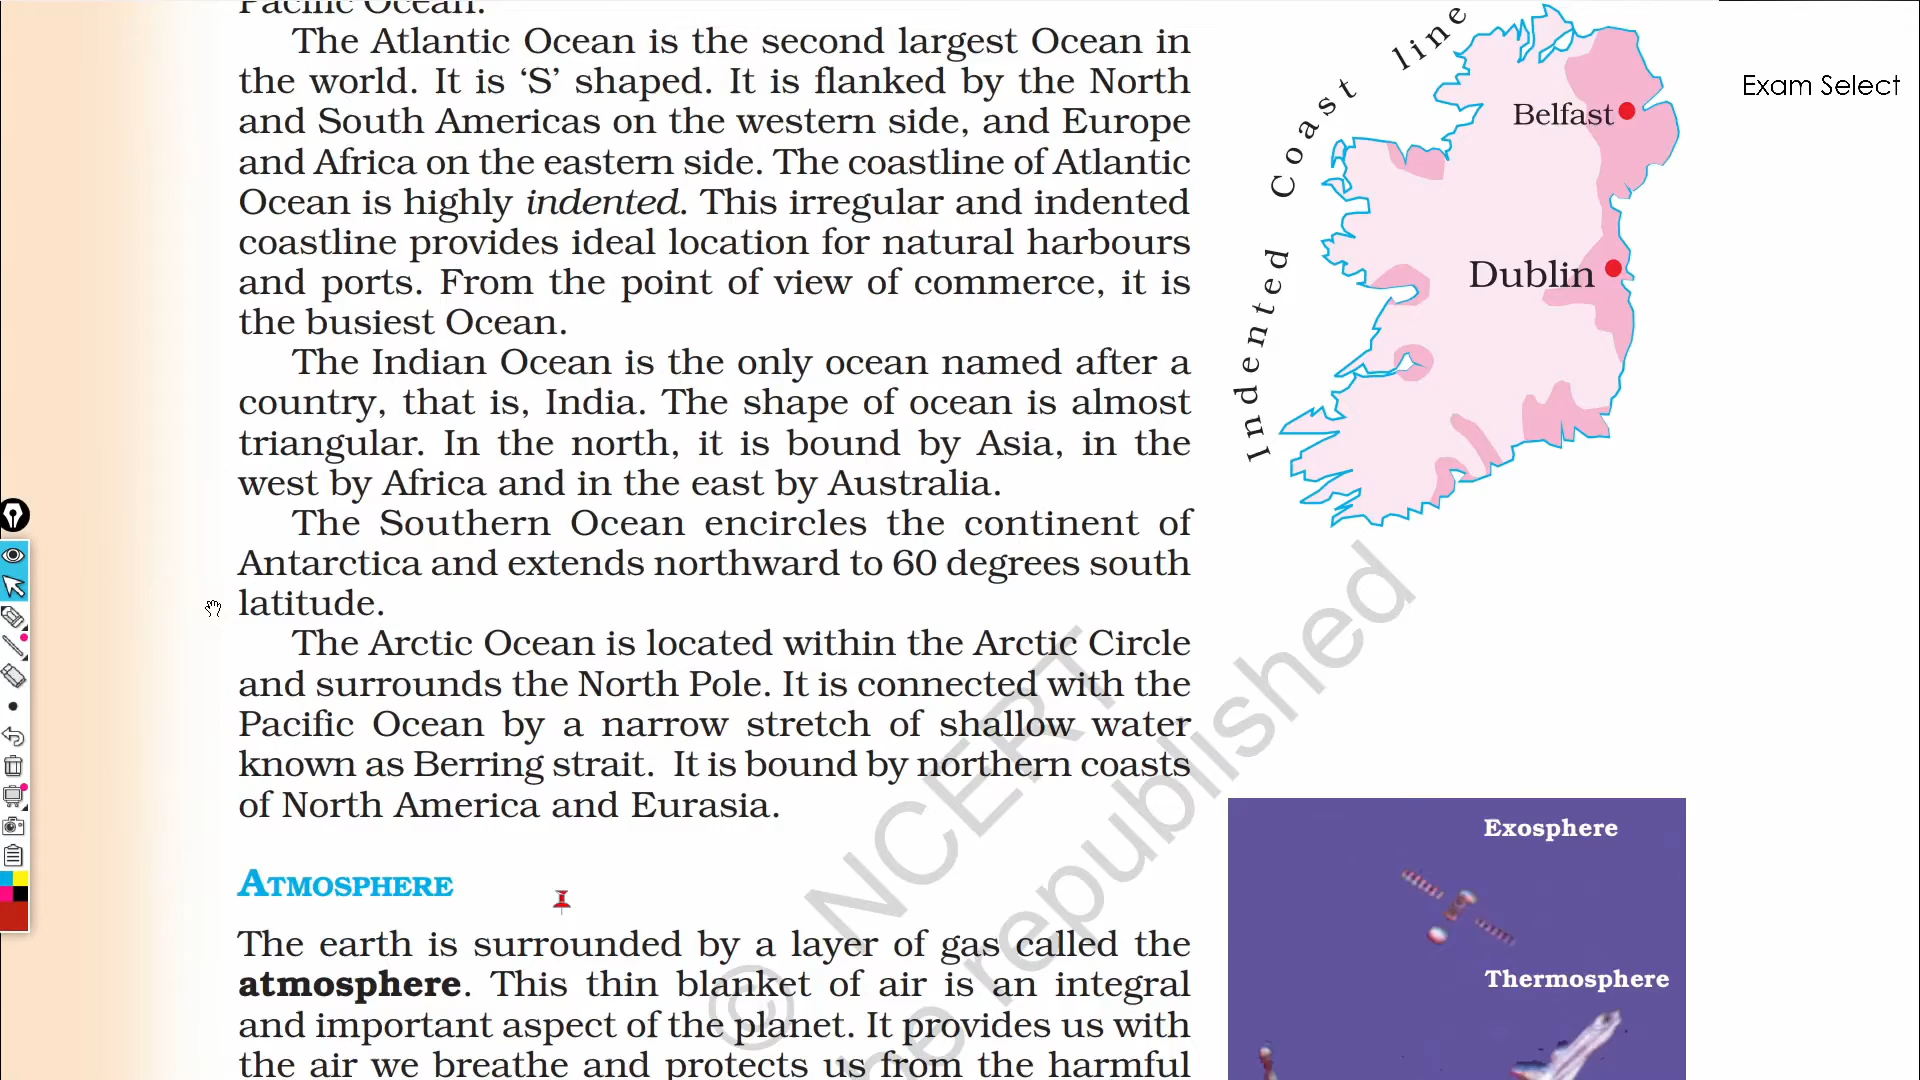 Pacific Ocean.
The Atlantic Ocean is the second largest Ocean in
the world. It is ‘S’ shaped. It is flanked by the North
and South Americas on the western side, and Europe
and Africa on the eastern side. The coastline of Atlantic
Ocean is highly indented. This irregular and indented
coastline provides ideal location for natural harbours
and ports. From the point of view of commerce, it is
the busiest Ocean.
The Indian Ocean is the only ocean named after a
country, that is, India. The shape of ocean is almost
triangular. In the north, it is bound by Asia, in the
west by Africa and in the east by Australia.
The Southern Ocean encircles the continent of
Antarctica and extends northward to 60 degrees south
latitude.
The Arctic Ocean is located within the Arctic Circle
and surrounds the North Pole. It is connected with the
Pacific Ocean by a narrow stretch of shallow water
known as Berring strait. It is bound by northern coasts
of North America and Eurasia.
ATMOSPHERE
The earth is surrounded by a layer of gas called the
atmosphere. This thin blanket of air is an integral
and important aspect of the planet. It provides us with
the air we breathe and protects us from the harmful
Indented Coast line
Belfast
Dublin
Exam Select
Exosphere
Thermosphere
© NCERT
be republished